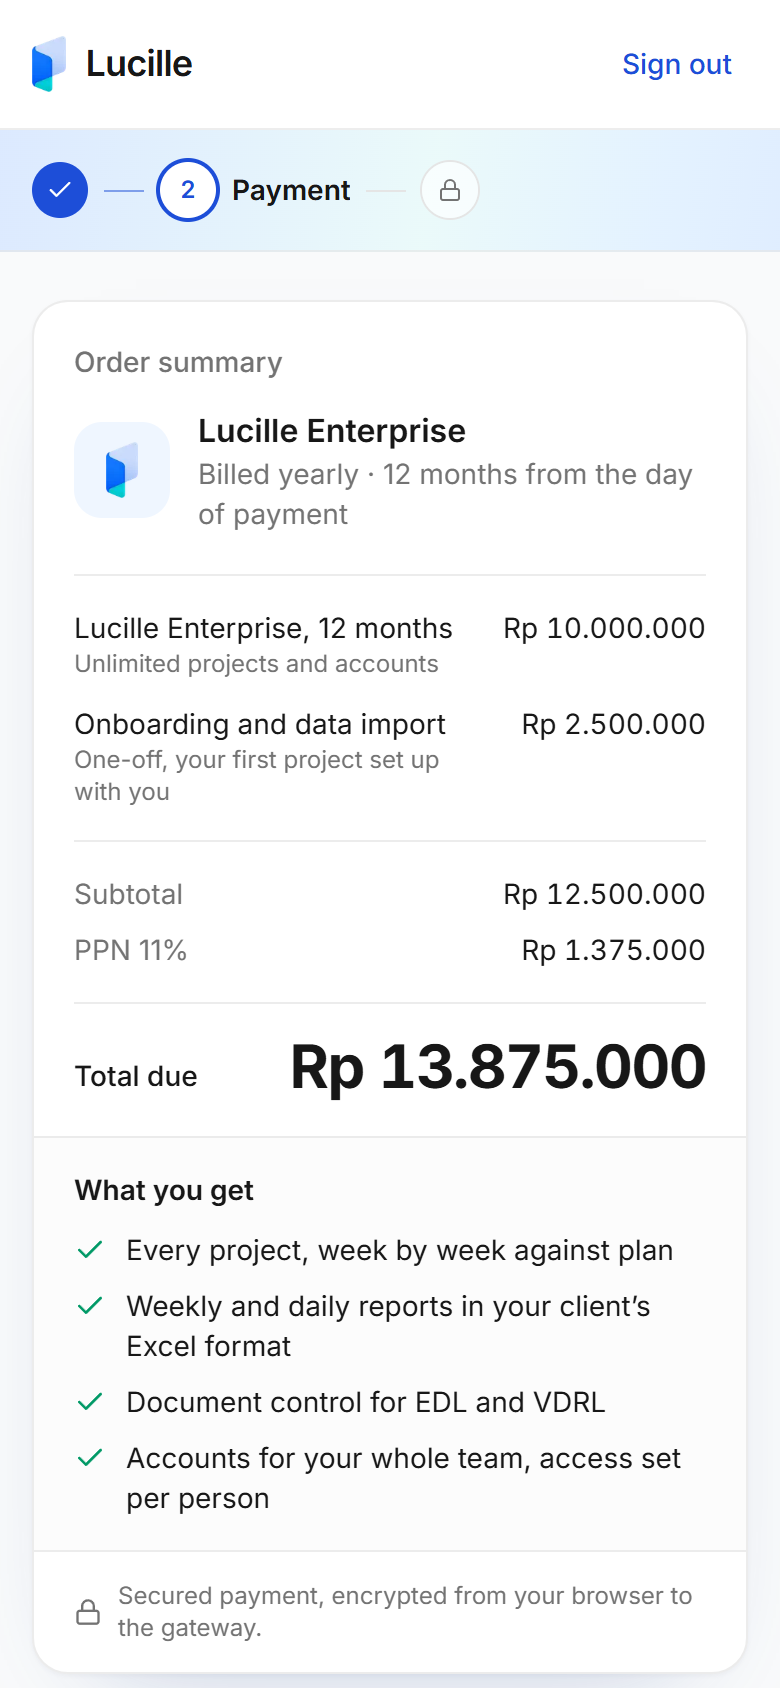 Lucille
Sign out
2
Payment
Order summary
Lucille Enterprise
Billed yearly · 12 months from the day
of payment
Lucille Enterprise, 12 months
Rp 10.000.000
Unlimited projects and accounts
Onboarding and data import
Rp 2.500.000
One-off, your first project set up
with you
Subtotal
Rp 12.500.000
PPN 11%
Rp 1.375.000
Total due
Rp 13.875.000
What you get
Every project, week by week against plan
Weekly and daily reports in your client’s
Excel format
Document control for EDL and VDRL
Accounts for your whole team, access set
per person
Secured payment, encrypted from your browser to
the gateway.